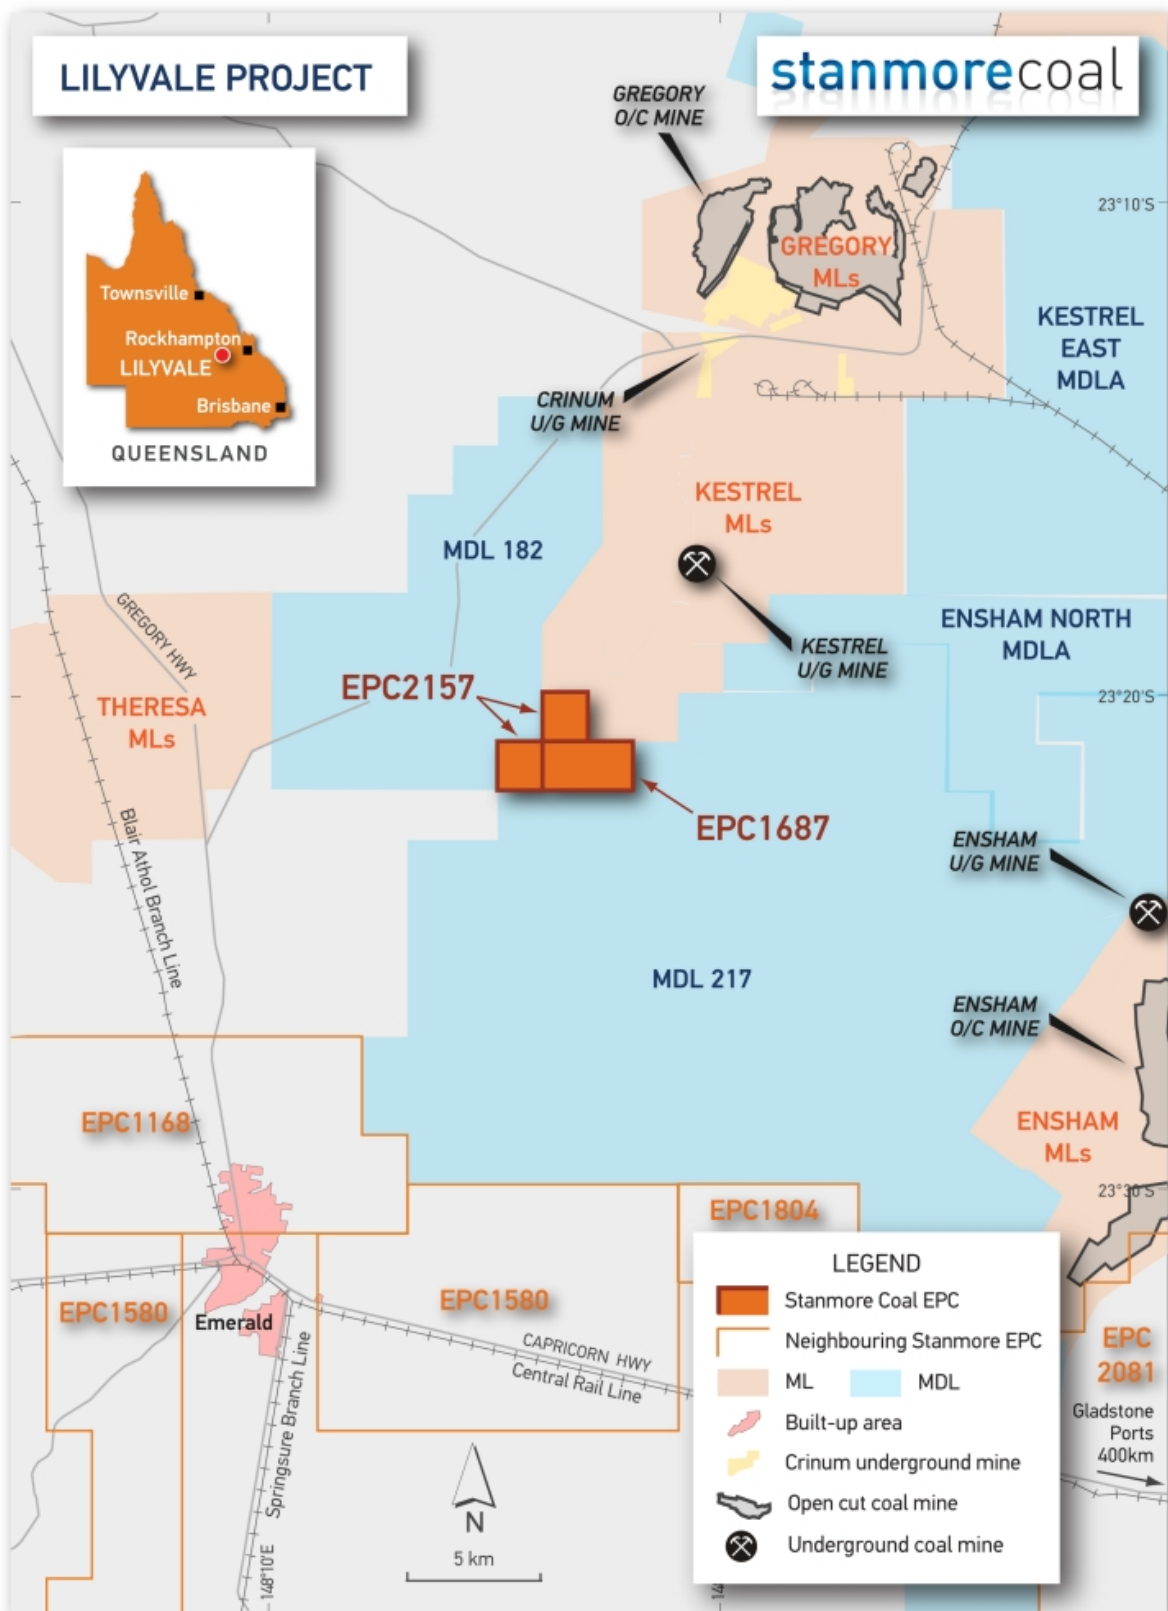 LILYVALE PROJECT
stanmorecoal
GREGORY
O/C MINE
Townsville
Rockhampton
LILYVALE
Brisbane
QUEENSLAND
23°10'S
GREGORY
MLs
KESTREL
EAST
MDLA
CRINUM
U/G MINE
KESTREL
MLs
MDL 182
GREGORY HWY
ENSHAM NORTH
MDLA
KESTREL
U/G MINE
EPC2157
23°20'S
THERESA
MLs
EPC1687
Blair Athol Branch Line
ENSHAM
U/G MINE
MDL 217
ENSHAM
O/C MINE
EPC1168
ENSHAM
MLs
23°30'S
EPC1804
EPC1580
Emerald
EPC1580
CAPRICORN HWY
Central Rail Line
Springsure Branch Line
148°10'E
N
5 km
LEGEND
Stanmore Coal EPC
Neighbouring Stanmore EPC
ML
MDL
Built-up area
Crinum underground mine
Open cut coal mine
Underground coal mine
EPC
2081
Gladstone
Ports
400km